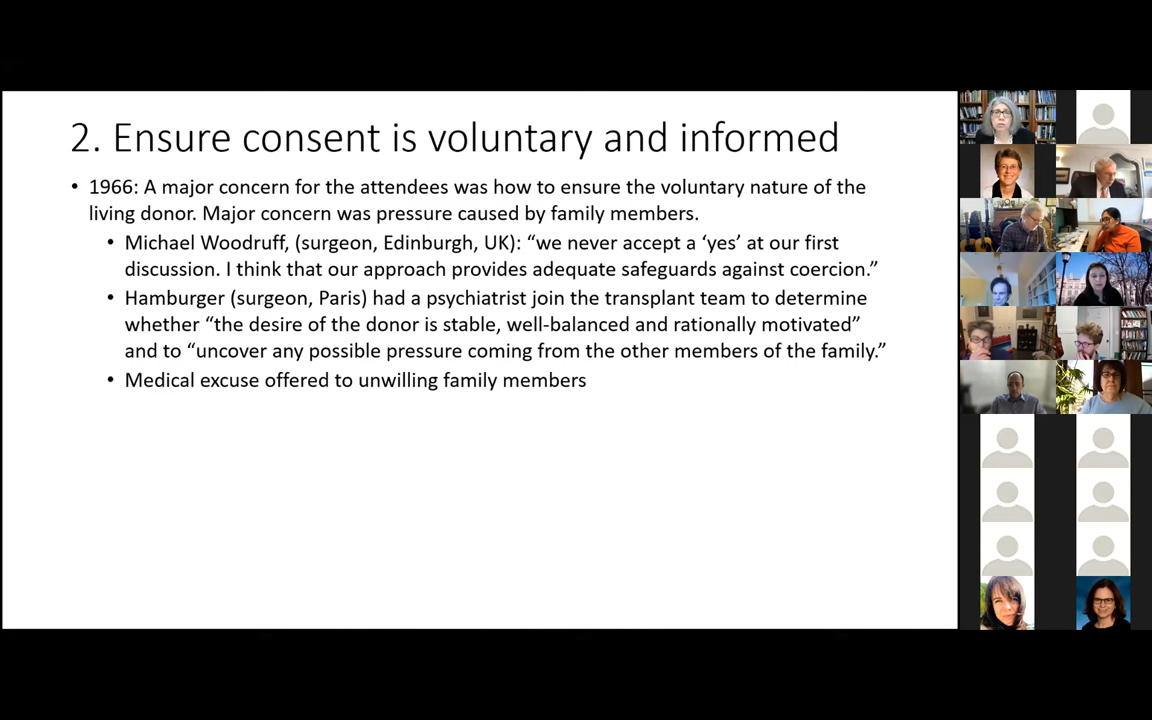 2. Ensure consent is voluntary and informed
• 1966: A major concern for the attendees was how to ensure the voluntary nature of the
living donor. Major concern was pressure caused by family members.
• Michael Woodruff, (surgeon, Edinburgh, UK): “we never accept a ‘yes’ at our first
discussion. I think that our approach provides adequate safeguards against coercion.”
• Hamburger (surgeon, Paris) had a psychiatrist join the transplant team to determine
whether “the desire of the donor is stable, well-balanced and rationally motivated”
and to “uncover any possible pressure coming from the other members of the family.”
• Medical excuse offered to unwilling family members